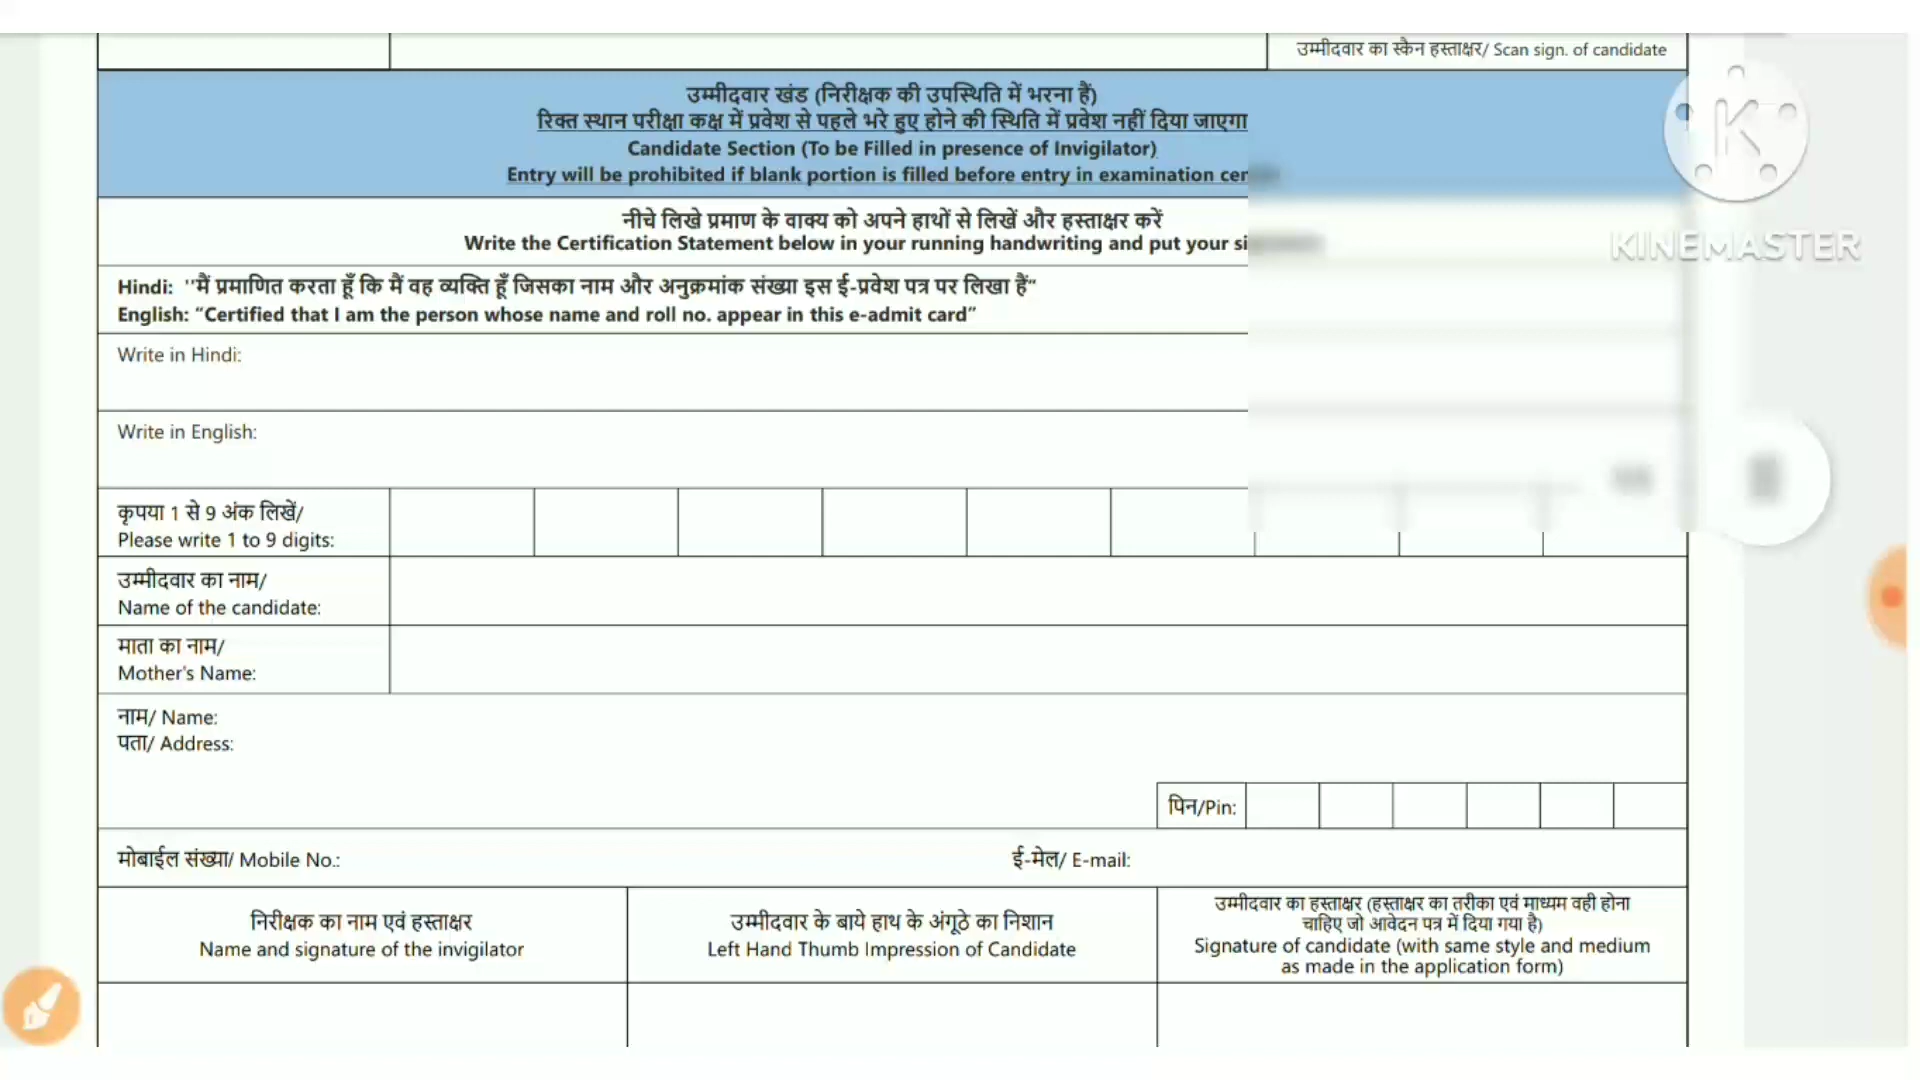 उम्मीदवार का स्कैन हस्ताक्षर/ Scan sign. of candidate
उम्मीदवार खंड (निरीक्षक की उपस्थिति में भरना हैं)
रिक्त स्थान परीक्षा कक्ष में प्रवेश से पहले भरे हुए होने की स्थिति में प्रवेश नहीं दिया जाएगा
Candidate Section (To be Filled in presence of Invigilator)
Entry will be prohibited if blank portion is filled before entry in examination
नीचे लिखे प्रमाण के वाक्य को अपने हाथों से लिखें और हस्ताक्षर करें
Write the Certification Statement below in your running handwriting and put your
KINEMASTER
Hindi: ''मैं प्रमाणित करता हूँ कि मैं वह व्यक्ति हूँ जिसका नाम और अनुक्रमांक संख्या इस ई-प्रवेश पत्र पर लिखा हैं"
English: "Certified that I am the person whose name and roll no. appear in this e-admit card"
Write in Hindi:
Write in English:
कृपया 1 से 9 अंक लिखें/
Please write 1 to 9 digits:
उम्मीदवार का नाम/
Name of the candidate:
माता का नाम/
Mother's Name:
नाम/ Name:
पता/ Address:
पिन/Pin:
मोबाईल संख्या/ Mobile No.:
ई-मेल/ E-mail:
निरीक्षक का नाम एवं हस्ताक्षर
Name and signature of the invigilator
उम्मीदवार के बाये हाथ के अंगूठे का निशान
Left Hand Thumb Impression of Candidate
उम्मीदवार का हस्ताक्षर (हस्ताक्षर का तरीका एवं माध्यम वही होना
चाहिए जो आवेदन पत्र में दिया गया है)
Signature of candidate (with same style and medium
as made in the application form)